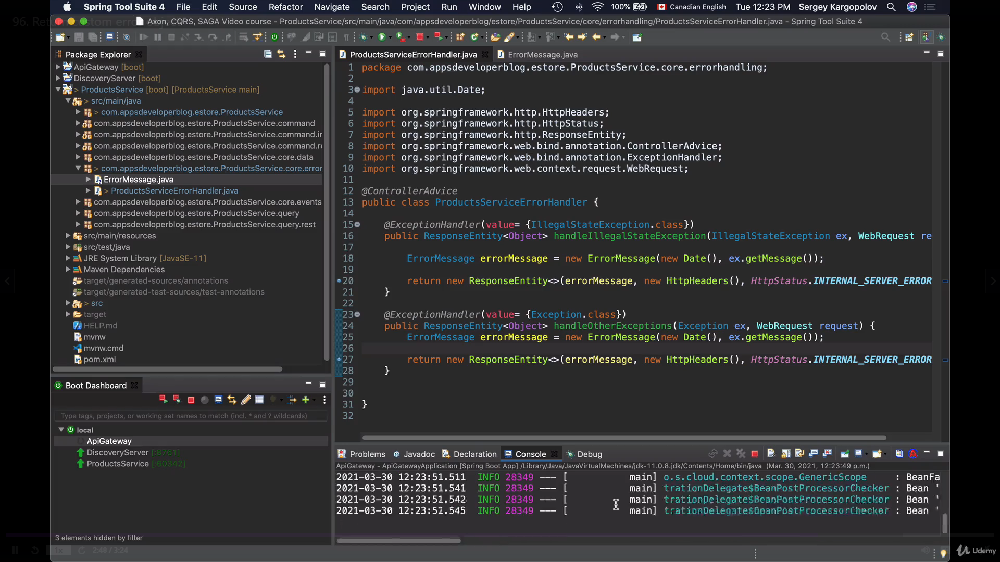 Spring Tool Suite 4 File Edit Source Refactor Navigate Search Project Run Window Help 100% Canadian English Tue 12:23 PM Sergey Kargopolov
96. Return custom err
Axon, CQRS, SAGA Video course - ProductsService/src/main/java/com/appsdeveloperblog/estore/ProductsService/core/errorhandling/ProductsServiceErrorHandler.java - Spring Tool Suite 4
Package Explorer
ApiGateway [boot]
DiscoveryServer [boot]
> ProductsService [boot] [ProductsService main]
> src/main/java
> com.appsdeveloperblog.estore.ProductsService
com.appsdeveloperblog.estore.ProductsService.command
com.appsdeveloperblog.estore.ProductsService.command.in
com.appsdeveloperblog.estore.ProductsService.command.re
com.appsdeveloperblog.estore.ProductsService.core.data
> com.appsdeveloperblog.estore.ProductsService.core.error
ErrorMessage.java
> ProductsServiceErrorHandler.java
com.appsdeveloperblog.estore.ProductsService.core.events
com.appsdeveloperblog.estore.ProductsService.query
com.appsdeveloperblog.estore.ProductsService.query.rest
src/main/resources
src/test/java
JRE System Library [JavaSE-11]
Maven Dependencies
target/generated-sources/annotations
target/generated-test-sources/test-annotations
> src
target
HELP.md
mvnw
mvnw.cmd
pom.xml
Boot Dashboard
Type tags, projects, or working set names to match (incl. * and ? wildcards)
local
ApiGateway
DiscoveryServer [:8761]
ProductsService [:60342]
3 elements hidden by filter
ProductsServiceErrorHandler.java ErrorMessage.java
1 package com.appsdeveloperblog.estore.ProductsService.core.errorhandling;
2
3 import java.util.Date;
4
5 import org.springframework.http.HttpHeaders;
6 import org.springframework.http.HttpStatus;
7 import org.springframework.http.ResponseEntity;
8 import org.springframework.web.bind.annotation.ControllerAdvice;
9 import org.springframework.web.bind.annotation.ExceptionHandler;
10 import org.springframework.web.context.request.WebRequest;
11
12 @ControllerAdvice
13 public class ProductsServiceErrorHandler {
14
15 @ExceptionHandler(value= {IllegalStateException.class})
16 public ResponseEntity<Object> handleIllegalStateException(IllegalStateException ex, WebRequest re
17
18 ErrorMessage errorMessage = new ErrorMessage(new Date(), ex.getMessage());
19
20 return new ResponseEntity<>(errorMessage, new HttpHeaders(), HttpStatus.INTERNAL_SERVER_ERROR
21 }
22
23 @ExceptionHandler(value= {Exception.class})
24 public ResponseEntity<Object> handleOtherExceptions(Exception ex, WebRequest request) {
25 ErrorMessage errorMessage = new ErrorMessage(new Date(), ex.getMessage());
26
27 return new ResponseEntity<>(errorMessage, new HttpHeaders(), HttpStatus.INTERNAL_SERVER_ERROR
28 }
29
30
31 }
32
Problems Javadoc Declaration Console Debug
ApiGateway - ApiGatewayApplication [Spring Boot App] /Library/Java/JavaVirtualMachines/jdk-11.0.8.jdk/Contents/Home/bin/java (Mar. 30, 2021, 12:23:49 p.m.)
2021-03-30 12:23:51.511 INFO 28349 --- [ main] o.s.cloud.context.scope.GenericScope : BeanFa
2021-03-30 12:23:51.541 INFO 28349 --- [ main] trationDelegate$BeanPostProcessorChecker : Bean '
2021-03-30 12:23:51.542 INFO 28349 --- [ main] trationDelegate$BeanPostProcessorChecker : Bean '
2021-03-30 12:23:51.545 INFO 28349 --- [ main] trationDelegate$BeanPostProcessorChecker : Bean '
1x 2:48 / 3:24
Udemy